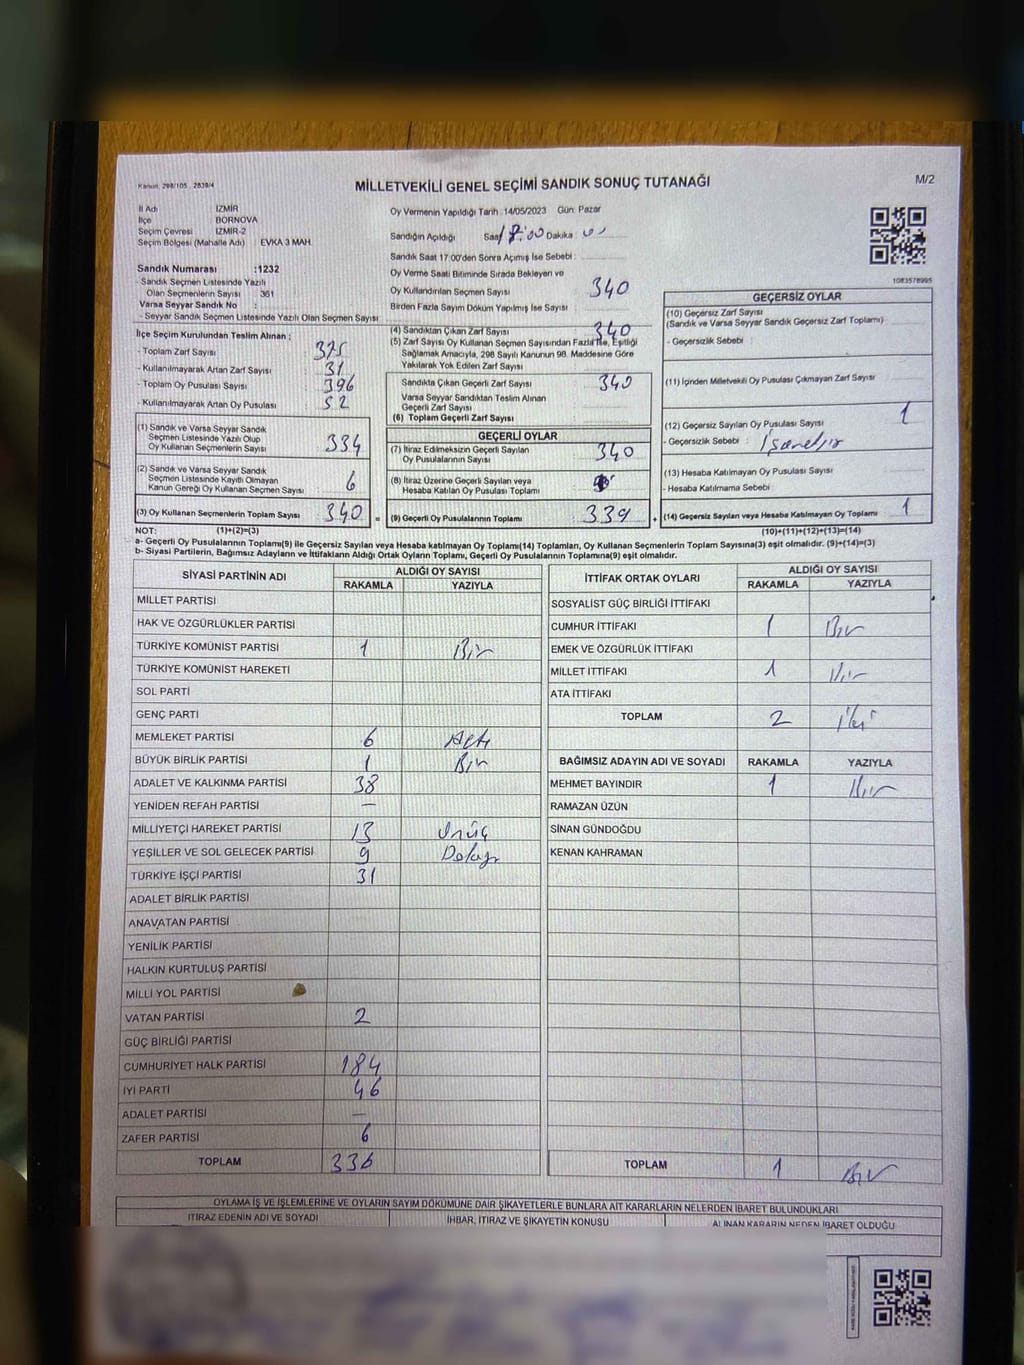 Kanun: 298/105 , 2839/4
MİLLETVEKİLİ GENEL SEÇİMİ SANDIK SONUÇ TUTANAĞI
M/2
İl Adı İZMİR
İlçe BORNOVA
Seçim Çevresi İZMİR-2
Seçim Bölgesi (Mahalle Adı) EVKA 3 MAH.
Oy Vermenin Yapıldığı Tarih :14/05/2023 Gün: Pazar
Sandığın Açıldığı Saat 18:00 Dakika :
Sandık Saat 17:00'den Sonra Açılmış İse Sebebi :
Sandık Numarası :1232
- Sandık Seçmen Listesinde Yazılı
Olan Seçmenlerin Sayısı 361
Varsa Seyyar Sandık No :
- Seyyar Sandık Seçmen Listesinde Yazılı Olan Seçmen Sayısı:
Oy Verme Saati Bitiminde Sırada Bekleyen ve
Oy Kullandırılan Seçmen Sayısı 340
Birden Fazla Sayım Döküm Yapılmış İse Sayısı
1083578995
İlçe Seçim Kurulundan Teslim Alınan ;
- Toplam Zarf Sayısı : 375
- Kullanılmayarak Artan Zarf Sayısı : 31
- Toplam Oy Pusulası Sayısı : 396
- Kullanılmayarak Artan Oy Pusulası : 52
(1) Sandık ve Varsa Seyyar Sandık
Seçmen Listesinde Yazılı Olup
Oy Kullanan Seçmenlerin Sayısı 334
(2) Sandık ve Varsa Seyyar Sandık
Seçmen Listesinde Kayıtlı Olmayan
Kanun Gereği Oy Kullanan Seçmen Sayısı 6
(3) Oy Kullanan Seçmenlerin Toplam Sayısı 340 =
(4) Sandıktan Çıkan Zarf Sayısı 340
(5) Zarf Sayısı Oy Kullanan Seçmen Sayısından Fazla İse, Eşitliği
Sağlamak Amacıyla, 298 Sayılı Kanunun 98. Maddesine Göre
Yakılarak Yok Edilen Zarf Sayısı
Sandıkta Çıkan Geçerli Zarf Sayısı 340
Varsa Seyyar Sandıktan Teslim Alınan
Geçerli Zarf Sayısı
(6) Toplam Geçerli Zarf Sayısı
GEÇERLİ OYLAR
(7) İtiraz Edilmeksizin Geçerli Sayılan
Oy Pusulalarının Sayısı 340
(8) İtiraz Üzerine Geçerli Sayılan veya
Hesaba Katılan Oy Pusulası Toplamı
(9) Geçerli Oy Pusulalarının Toplamı 339 +
GEÇERSİZ OYLAR
(10) Geçersiz Zarf Sayısı
(Sandık ve Varsa Seyyar Sandık Geçersiz Zarf Toplamı)
- Geçersizlik Sebebi :
(11) İçinden Milletvekili Oy Pusulası Çıkmayan Zarf Sayısı
(12) Geçersiz Sayılan Oy Pusulası Sayısı 1
- Geçersizlik Sebebi :
(13) Hesaba Katılmayan Oy Pusulası Sayısı
- Hesaba Katılmama Sebebi
(14) Geçersiz Sayılan veya Hesaba Katılmayan Oy Toplamı 1
NOT: (1)+(2)=(3) (10)+(11)+(12)+(13)=(14)
a- Geçerli Oy Pusulalarının Toplamı(9) ile Geçersiz Sayılan veya Hesaba katılmayan Oy Toplamı(14) Toplamları, Oy Kullanan Seçmenlerin Toplam Sayısına(3) eşit olmalıdır. (9)+(14)=(3)
b- Siyasi Partilerin, Bağımsız Adayların ve İttifakların Aldığı Ortak Oyların Toplamı, Geçerli Oy Pusulalarının Toplamına(9) eşit olmalıdır.
SİYASİ PARTİNİN ADI ALDIĞI OY SAYISI
RAKAMLA YAZIYLA
MİLLET PARTİSİ
HAK VE ÖZGÜRLÜKLER PARTİSİ
TÜRKİYE KOMÜNİST PARTİSİ 1 Bir
TÜRKİYE KOMÜNİST HAREKETİ
SOL PARTİ
GENÇ PARTİ
MEMLEKET PARTİSİ 6 Altı
BÜYÜK BİRLİK PARTİSİ 1 Bir
ADALET VE KALKINMA PARTİSİ 38
YENİDEN REFAH PARTİSİ —
MİLLİYETÇİ HAREKET PARTİSİ 13 Onüç
YEŞİLLER VE SOL GELECEK PARTİSİ 9 Dokuz
TÜRKİYE İŞÇİ PARTİSİ 31
ADALET BİRLİK PARTİSİ
ANAVATAN PARTİSİ
YENİLİK PARTİSİ
HALKIN KURTULUŞ PARTİSİ
MİLLİ YOL PARTİSİ
VATAN PARTİSİ 2
GÜÇ BİRLİĞİ PARTİSİ
CUMHURİYET HALK PARTİSİ 184
İYİ PARTİ 46
ADALET PARTİSİ —
ZAFER PARTİSİ 6
TOPLAM 336
İTTİFAK ORTAK OYLARI ALDIĞI OY SAYISI
RAKAMLA YAZIYLA
SOSYALİST GÜÇ BİRLİĞİ İTTİFAKI
CUMHUR İTTİFAKI 1 Bir
EMEK VE ÖZGÜRLÜK İTTİFAKI
MİLLET İTTİFAKI 1 Bir
ATA İTTİFAKI
TOPLAM 2 İki
BAĞIMSIZ ADAYIN ADI VE SOYADI RAKAMLA YAZIYLA
MEHMET BAYINDIR 1 Bir
RAMAZAN ÜZÜN
SİNAN GÜNDOĞDU
KENAN KAHRAMAN
TOPLAM 1 Bir
OYLAMA İŞ VE İŞLEMLERİNE VE OYLARIN SAYIM DÖKÜMÜNE DAİR ŞİKAYETLERLE BUNLARA AİT KARARLARIN NELERDEN İBARET BULUNDUKLARI
İTİRAZ EDENİN ADI VE SOYADI İHBAR, İTİRAZ VE ŞİKAYETİN KONUSU ALINAN KARARIN NEDEN İBARET OLDUĞU